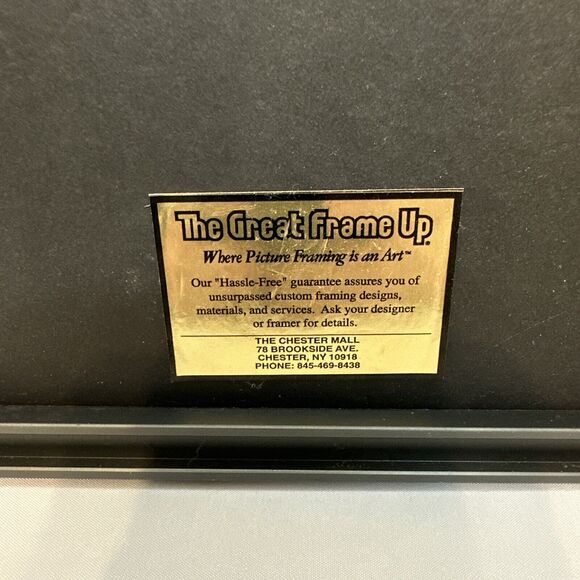 The Great Frame Up®
Where Picture Framing is an Art™
Our "Hassle-Free" guarantee assures you of
unsurpassed custom framing designs,
materials, and services. Ask your designer
or framer for details.
THE CHESTER MALL
78 BROOKSIDE AVE.
CHESTER, NY 10918
PHONE: 845-469-8438